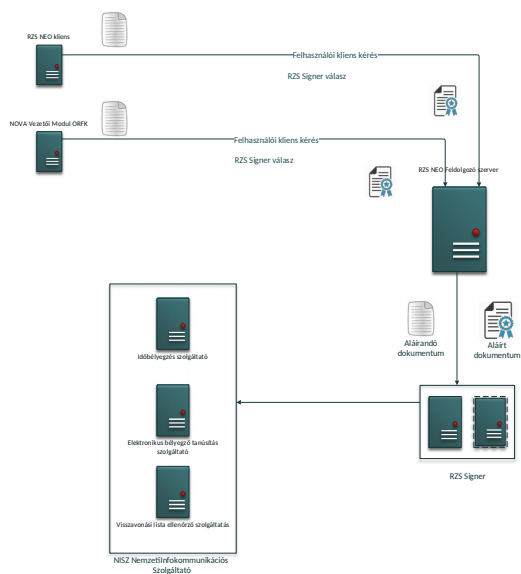 RZS NEO kliens
Felhasználói kliens kérés
RZS Signer válasz
NOVA Vezetői Modul ORFK
Felhasználói kliens kérés
RZS Signer válasz
RZS NEO Feldolgozó szerver
Aláírandó
dokumentum
Aláírt
dokumentum
Időbélyegzés szolgáltató
Elektronikus bélyegző tanúsítás
szolgáltató
Visszavonási lista ellenőrző szolgáltatás
RZS Signer
NISZ NemzetiInfokommunikációs
Szolgáltató